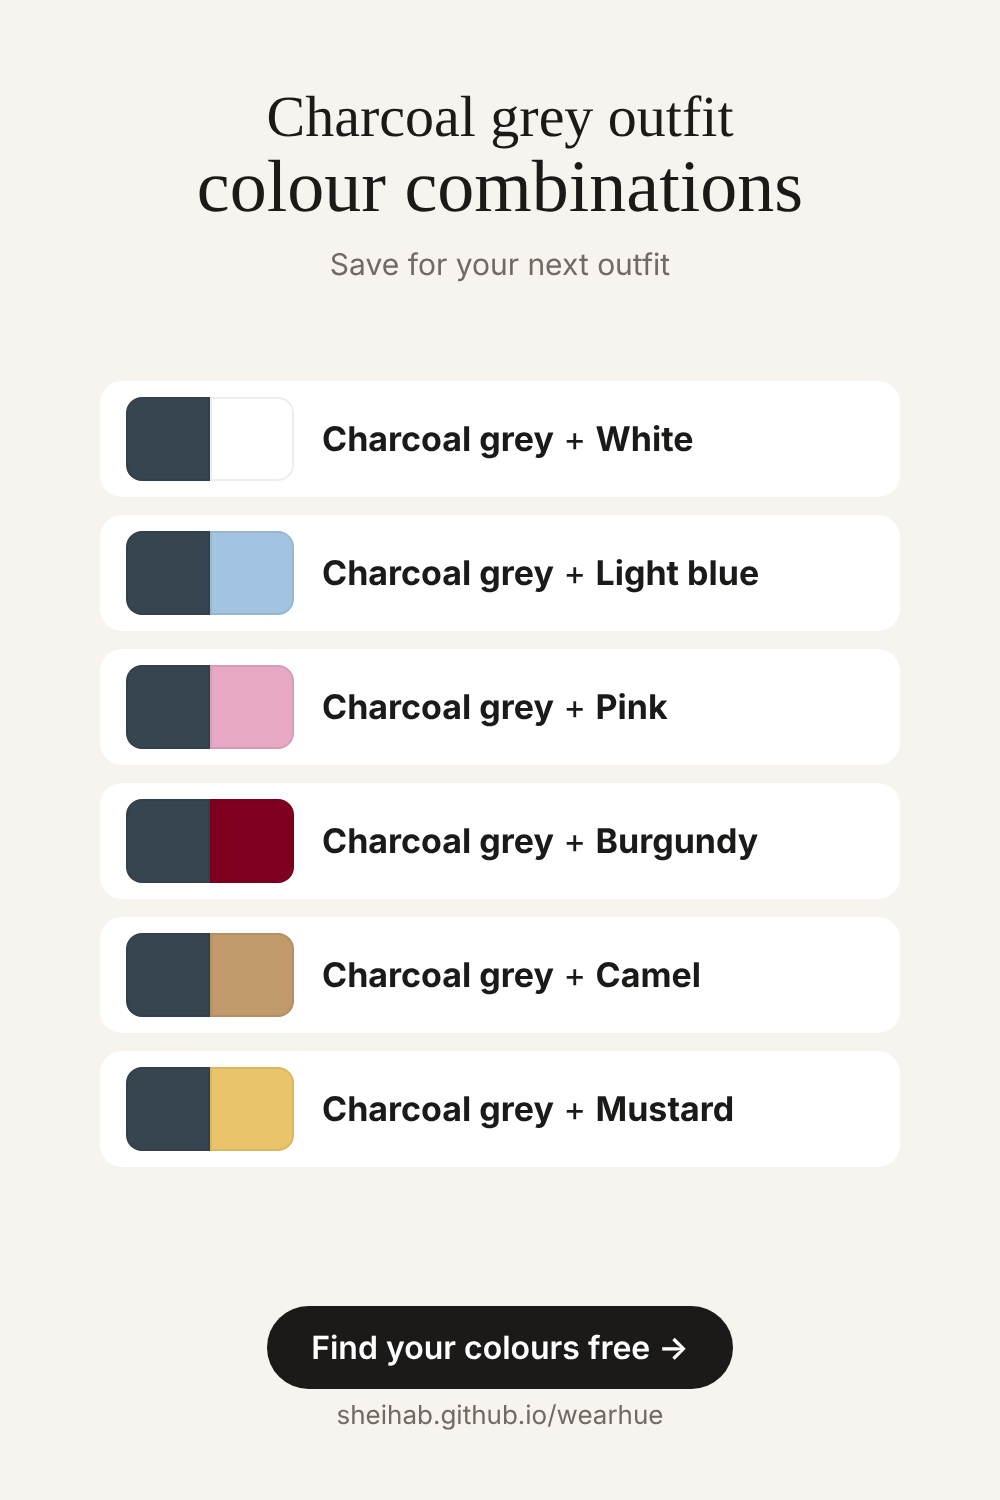 Charcoal grey outfit
colour combinations
Save for your next outfit
Charcoal grey + White
Charcoal grey + Light blue
Charcoal grey + Pink
Charcoal grey + Burgundy
Charcoal grey + Camel
Charcoal grey + Mustard
Find your colours free →
sheihab.github.io/wearhue